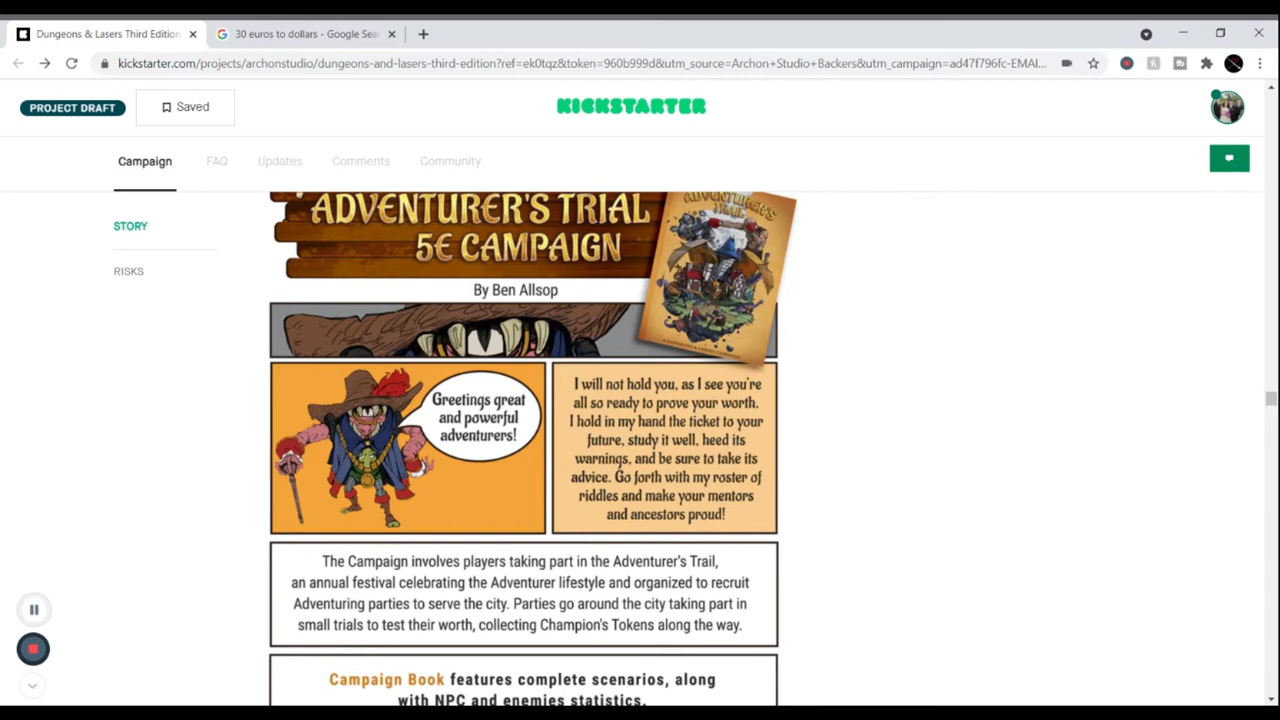 Dungeons & Lasers Third Edition
30 euros to dollars - Google Sea
kickstarter.com/projects/archonstudio/dungeons-and-lasers-third-edition?ref=ek0tqz&token=960b999d&utm_source=Archon+Studio+Backers&utm_campaign=ad47f796fc-EMAI...
PROJECT DRAFT
Saved
KICKSTARTER
Campaign
FAQ
Updates
Comments
Community
STORY
RISKS
ADVENTURER'S TRIAL
5E CAMPAIGN
By Ben Allsop
ADVENTURER'S
TRAIL
Greetings great
and powerful
adventurers!
I will not hold you, as I see you're
all so ready to prove your worth.
I hold in my hand the ticket to your
future, study it well, heed its
warnings, and be sure to take its
advice. Go forth with my roster of
riddles and make your mentors
and ancestors proud!
The Campaign involves players taking part in the Adventurer's Trail,
an annual festival celebrating the Adventurer lifestyle and organized to recruit
Adventuring parties to serve the city. Parties go around the city taking part in
small trials to test their worth, collecting Champion's Tokens along the way.
Campaign Book features complete scenarios, along
with NPC and enemies statistics.